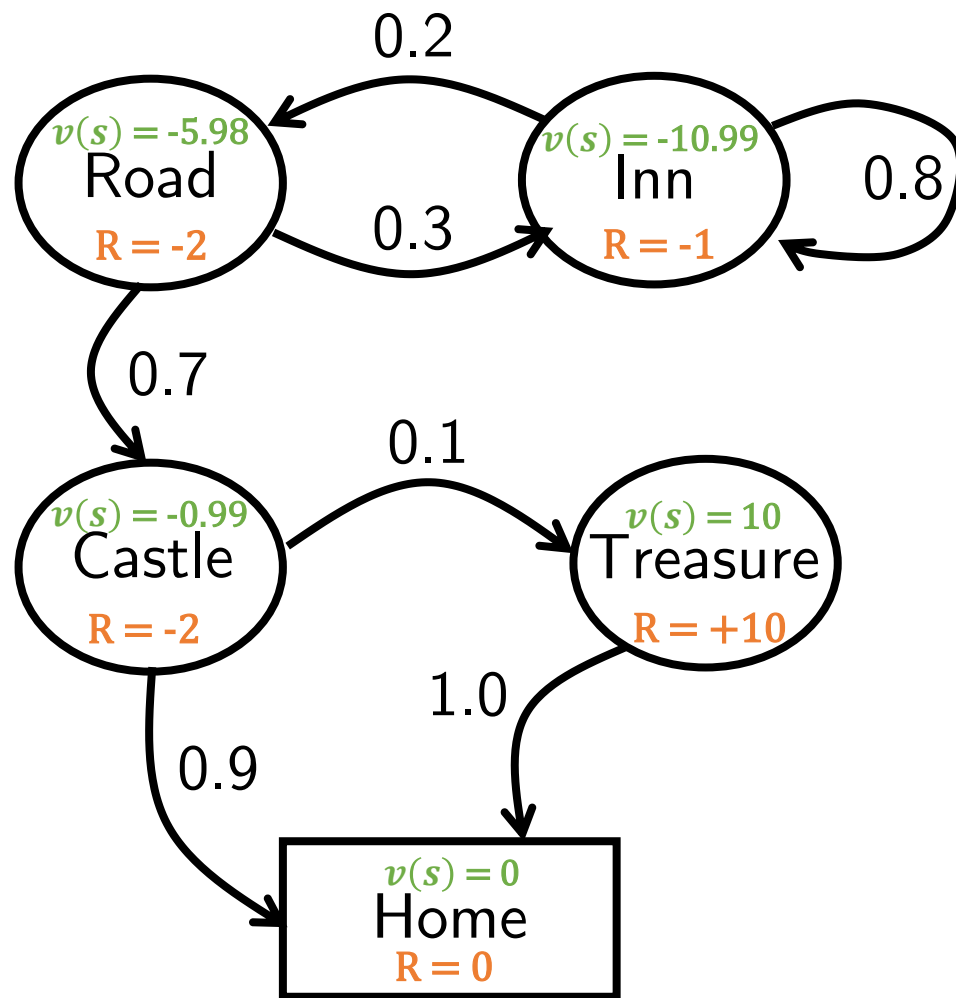 0.2
v(s) = -5.98
Road
R = -2
v(s) = -10.99
Inn
R = -1
0.8
0.3
0.7
0.1
v(s) = -0.99
Castle
R = -2
v(s) = 10
Treasure
R = +10
1.0
0.9
v(s) = 0
Home
R = 0